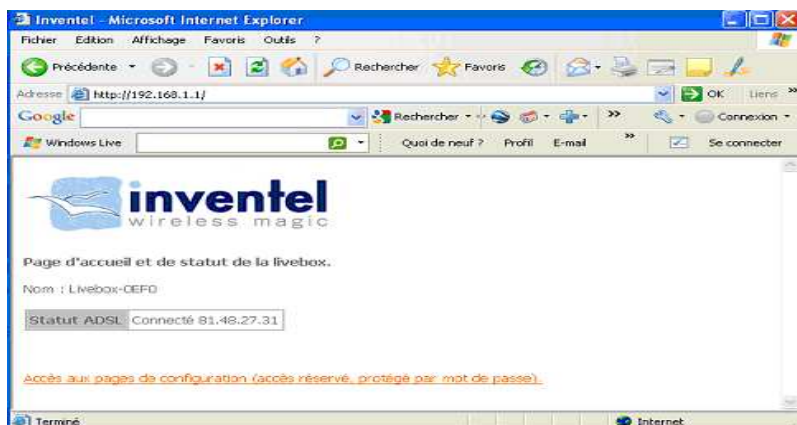 Inventel - Microsoft Internet Explorer
Fichier Edition Affichage Favoris Outils ?
Précédente Rechercher Favoris
Adresse http://192.168.1.1/ OK Liens »
Google Rechercher » Connexion
Windows Live Quoi de neuf ? Profil E-mail » Se connecter
inventel
wireless magic
Page d'accueil et de statut de la livebox.
Nom : Livebox-0EF0
Statut ADSL Connecté 81.48.27.31
Accès aux pages de configuration (accès réservé, protégé par mot de passe).
Terminé Internet